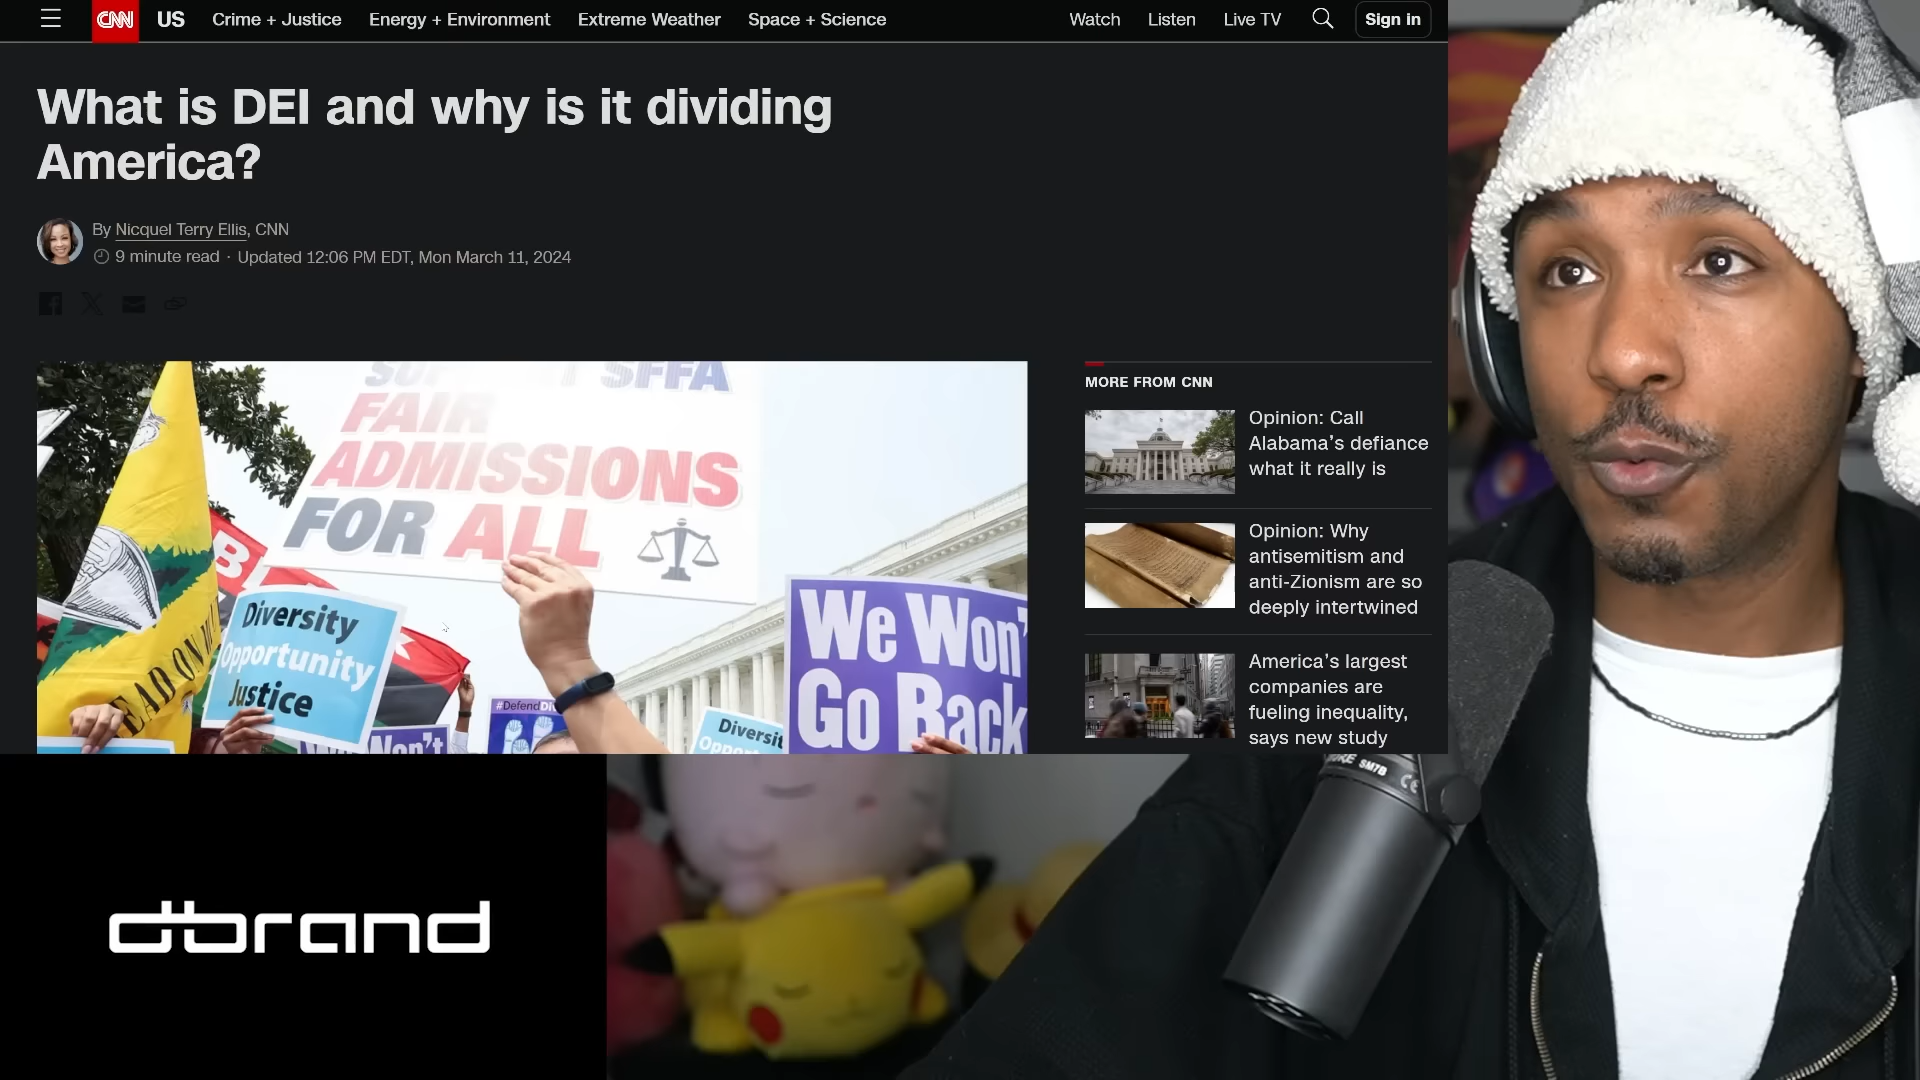 CNN US Crime + Justice Energy + Environment Extreme Weather Space + Science Watch Listen Live TV Sign in
What is DEI and why is it dividing
America?
By Nicquel Terry Ellis, CNN
9 minute read · Updated 12:06 PM EDT, Mon March 11, 2024
SFFA
FAIR
ADMISSIONS
FOR ALL
Diversity
Opportunity
Justice
#DefendDi
We Won'
Go Back
Won't
Diversit
MORE FROM CNN
Opinion: Call
Alabama's defiance
what it really is
Opinion: Why
antisemitism and
anti-Zionism are so
deeply intertwined
America's largest
companies are
fueling inequality,
says new study
SM7B
dbrand